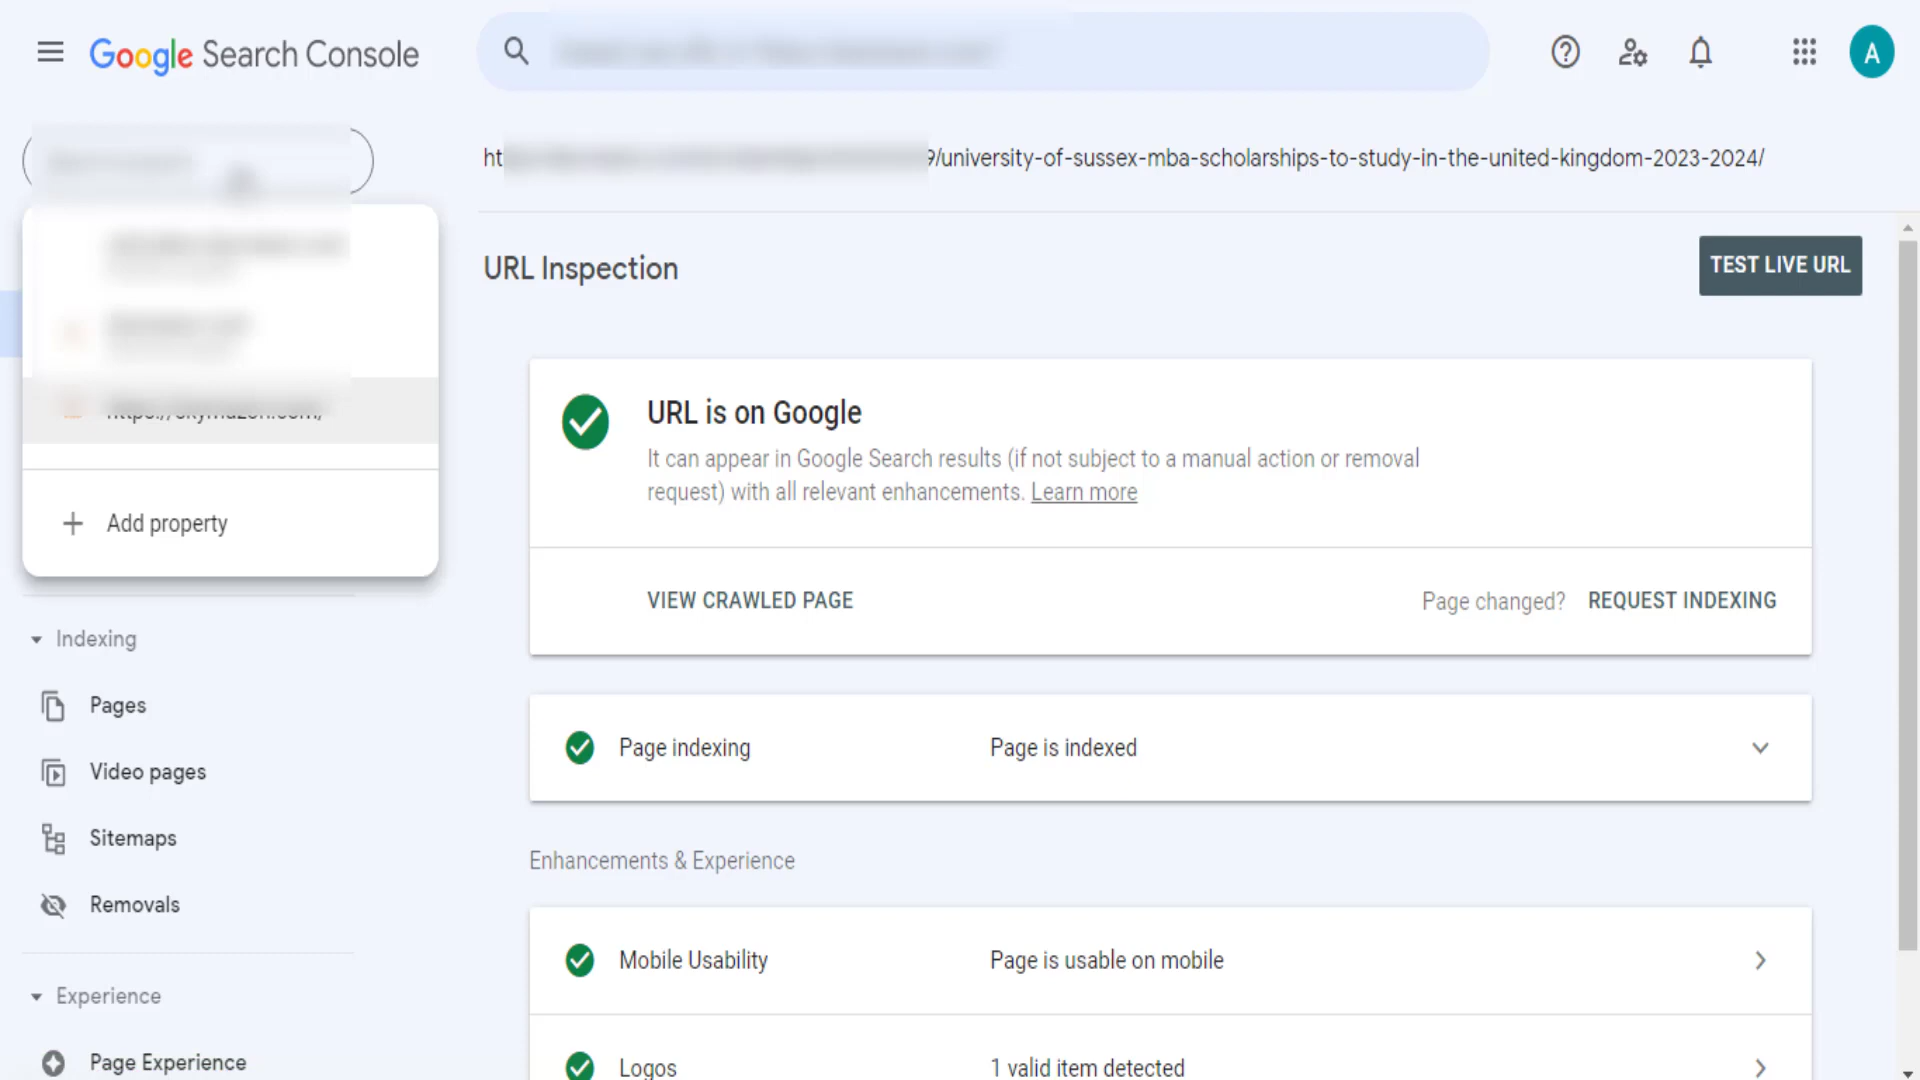 Google Search Console
A
ht
9/university-of-sussex-mba-scholarships-to-study-in-the-united-kingdom-2023-2024/
URL Inspection
TEST LIVE URL
URL is on Google
It can appear in Google Search results (if not subject to a manual action or removal
request) with all relevant enhancements. Learn more
VIEW CRAWLED PAGE
Page changed? REQUEST INDEXING
Add property
Indexing
Pages
Video pages
Sitemaps
Removals
Experience
Page Experience
Page indexing
Page is indexed
Enhancements & Experience
Mobile Usability
Page is usable on mobile
Logos
1 valid item detected